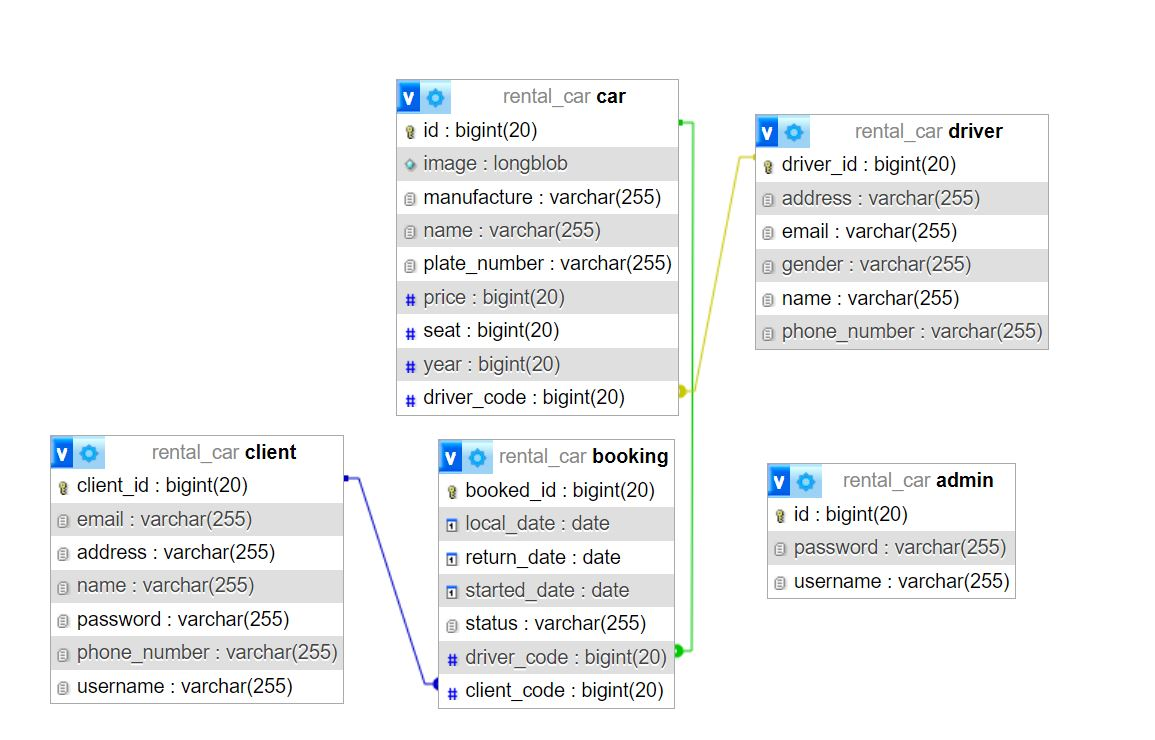 v rental_car car
id : bigint(20)
image : longblob
manufacture : varchar(255)
name : varchar(255)
plate_number : varchar(255)
# price : bigint(20)
# seat : bigint(20)
# year : bigint(20)
# driver_code : bigint(20)
v rental_car driver
driver_id : bigint(20)
address : varchar(255)
email : varchar(255)
gender : varchar(255)
name : varchar(255)
phone_number : varchar(255)
v rental_car client
client_id : bigint(20)
email : varchar(255)
address : varchar(255)
name : varchar(255)
password : varchar(255)
phone_number : varchar(255)
username : varchar(255)
v rental_car booking
booked_id : bigint(20)
1 local_date : date
1 return_date : date
1 started_date : date
status : varchar(255)
# driver_code : bigint(20)
# client_code : bigint(20)
v rental_car admin
id : bigint(20)
password : varchar(255)
username : varchar(255)